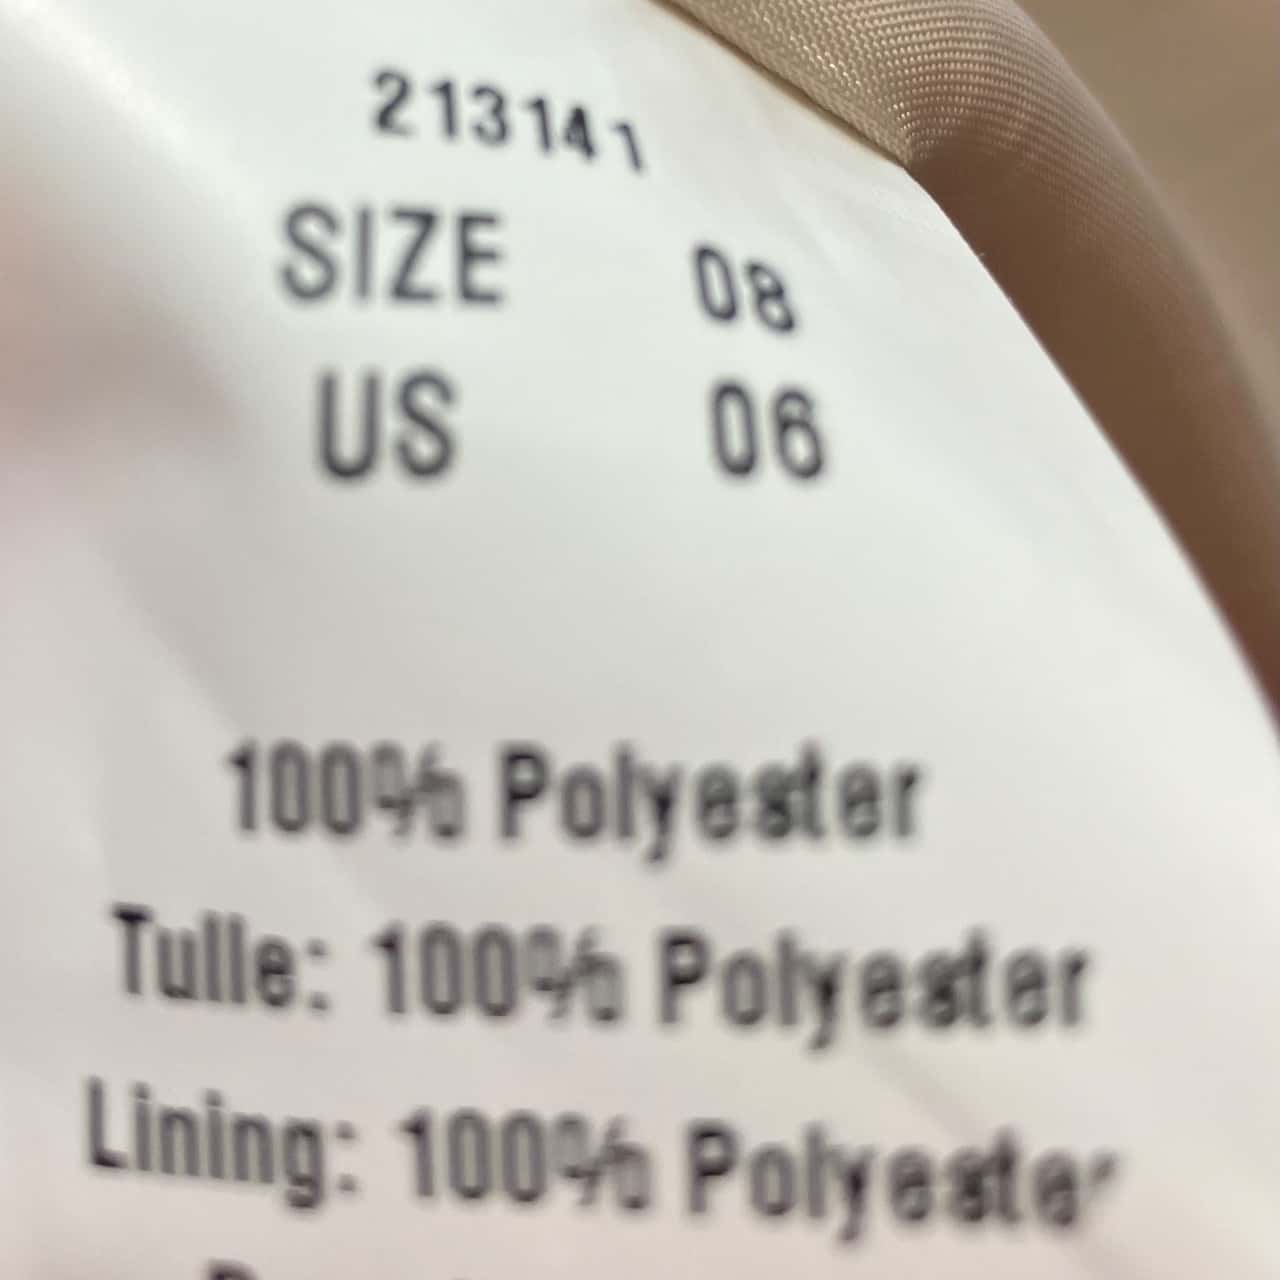 213141
SIZE 08
US 06
100% Polyester
Tulle: 100% Polyester
Lining: 100% Polyester